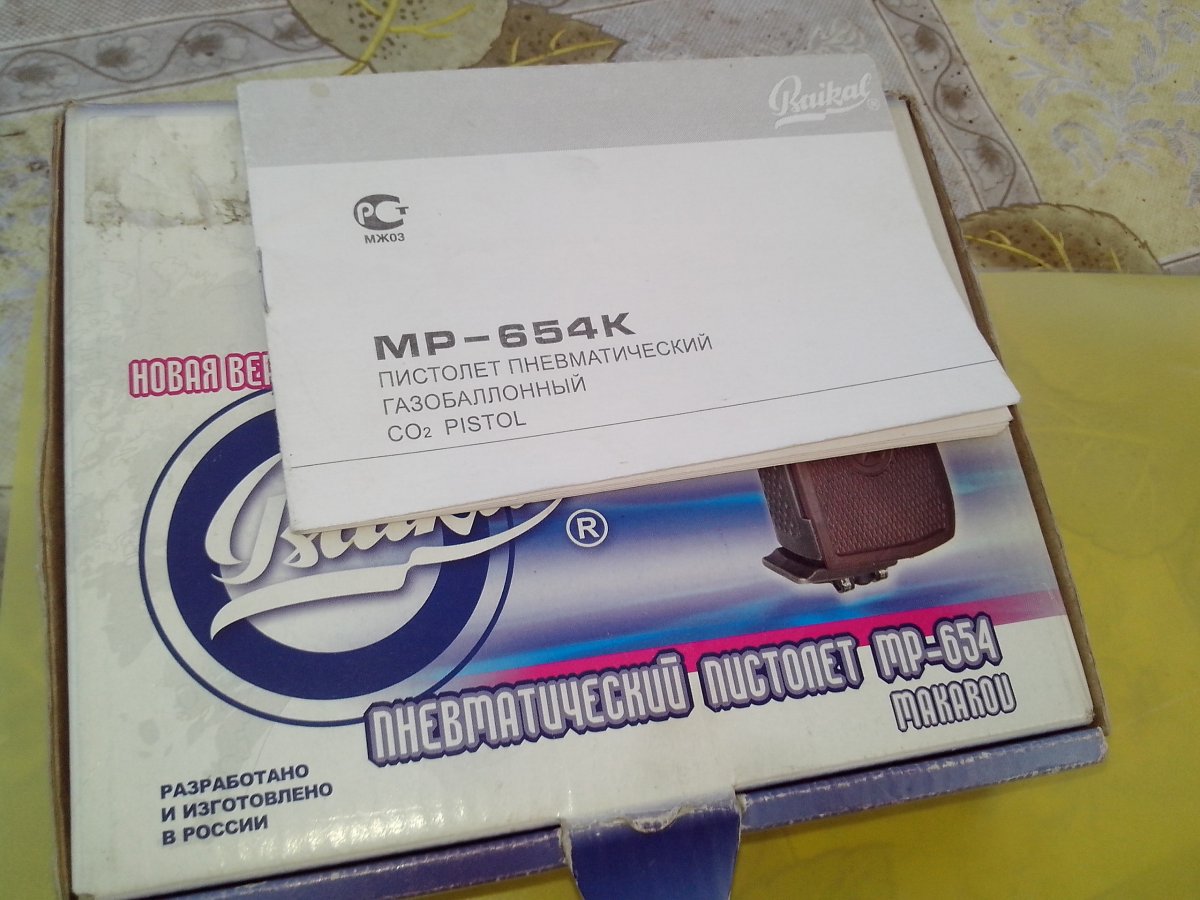 Baikal®
РСТ
МЖ03
MP-654K
ПИСТОЛЕТ ПНЕВМАТИЧЕСКИЙ
ГАЗОБАЛЛОННЫЙ
CO₂ PISTOL
НОВАЯ
®
ПНЕВМАТИЧЕСКИЙ ПИСТОЛЕТ MP-654
MAKAROV
РАЗРАБОТАНО
И ИЗГОТОВЛЕНО
В РОССИИ